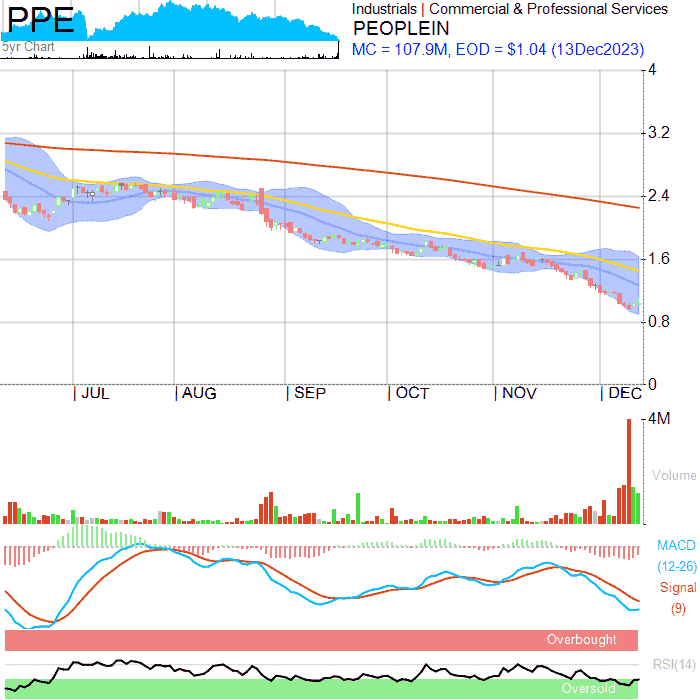 PPE
5yr Chart
Industrials | Commercial & Professional Services
PEOPLEIN
MC = 107.9M, EOD = $1.04 (13Dec2023)
4
3.2
2.4
1.6
0.8
0
| JUL | AUG | SEP | OCT | NOV | DEC
4M
Volume
MACD
(12-26)
Signal
(9)
Overbought
RSI(14)
Oversold